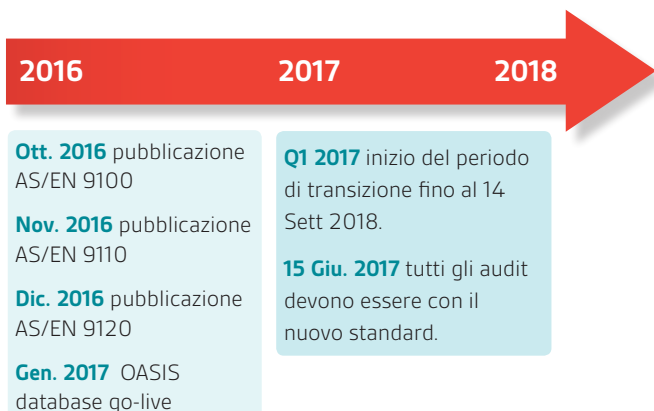 2016 2017 2018
Ott. 2016 pubblicazione
AS/EN 9100
Nov. 2016 pubblicazione
AS/EN 9110
Dic. 2016 pubblicazione
AS/EN 9120
Gen. 2017 OASIS
database go-live
Q1 2017 inizio del periodo
di transizione fino al 14
Sett 2018.
15 Giu. 2017 tutti gli audit
devono essere con il
nuovo standard.